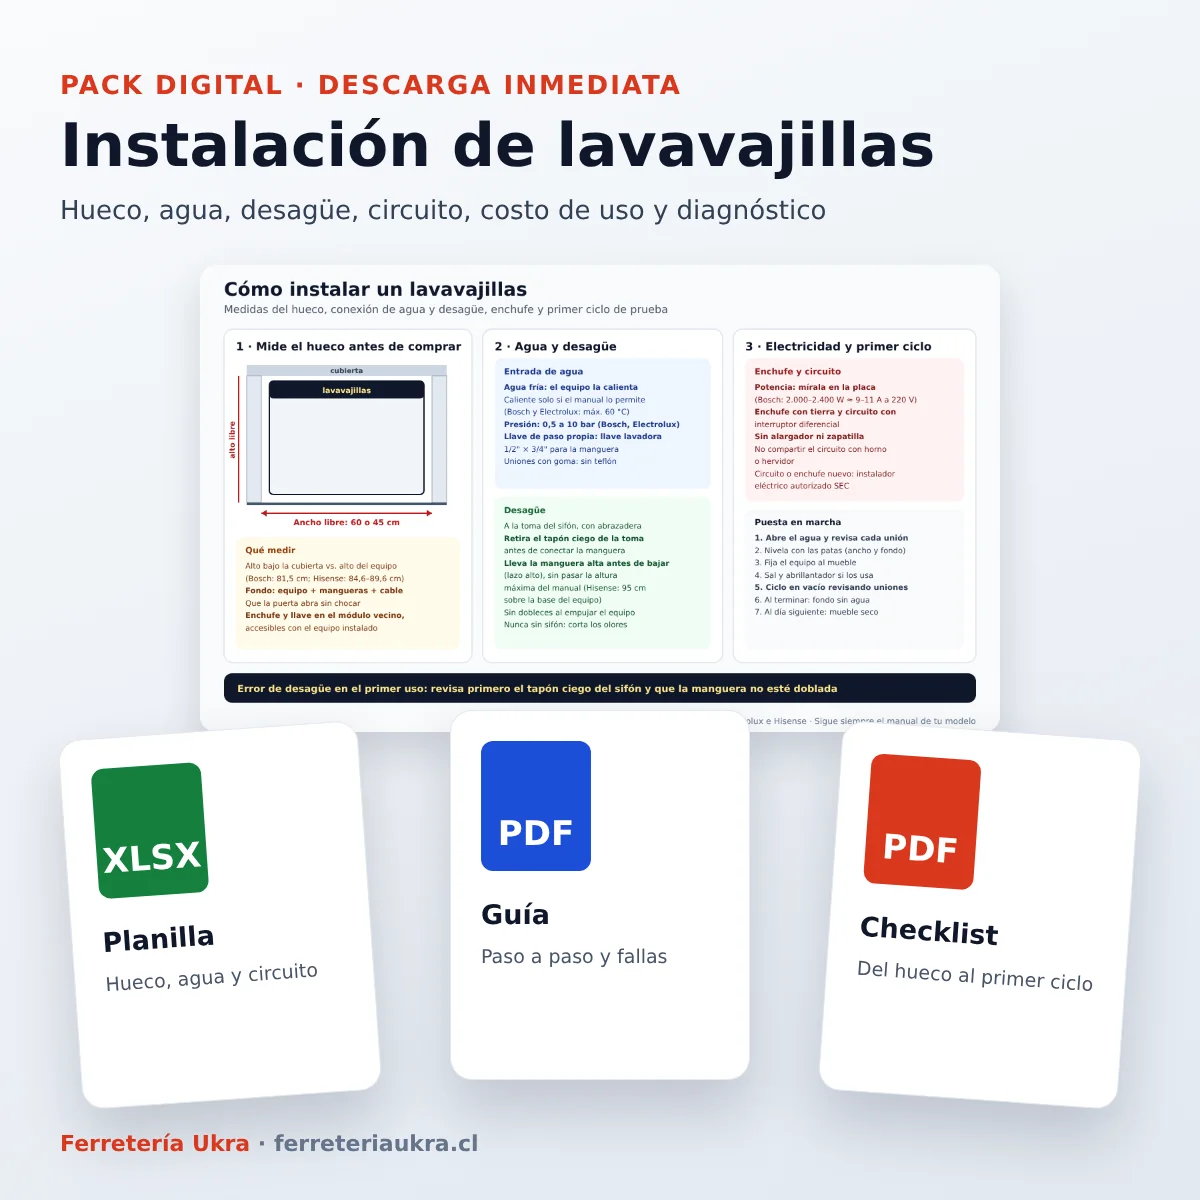 PACK DIGITAL · DESCARGA INMEDIATA
Instalación de lavavajillas
Hueco, agua, desagüe, circuito, costo de uso y diagnóstico
Cómo instalar un lavavajillas
Medidas del hueco, conexión de agua y desagüe, enchufe y primer ciclo de prueba
1 · Mide el hueco antes de comprar
cubierta
lavavajillas
alto libre
Ancho libre: 60 o 45 cm
Qué medir
Alto bajo la cubierta vs. alto del equipo
(Bosch: 81,5 cm; Hisense: 84,6–89,6 cm)
Fondo: equipo + mangueras + cable
Que la puerta abra sin chocar
Enchufe y llave en el módulo vecino,
accesibles con el equipo instalado
2 · Agua y desagüe
Entrada de agua
Agua fría: el equipo la calienta
Caliente solo si el manual lo permite
(Bosch y Electrolux: máx. 60 °C)
Presión: 0,5 a 10 bar (Bosch, Electrolux)
Llave de paso propia: llave lavadora
1/2" × 3/4" para la manguera
Uniones con goma: sin teflón
Desagüe
A la toma del sifón, con abrazadera
Retira el tapón ciego de la toma
antes de conectar la manguera
Lleva la manguera alta antes de bajar
(lazo alto), sin pasar la altura
máxima del manual (Hisense: 95 cm
sobre la base del equipo)
Sin dobleces al empujar el equipo
Nunca sin sifón: corta los olores
3 · Electricidad y primer ciclo
Enchufe y circuito
Potencia: mírala en la placa
(Bosch: 2.000–2.400 W ≈ 9–11 A a 220 V)
Enchufe con tierra y circuito con
interruptor diferencial
Sin alargador ni zapatilla
No compartir el circuito con horno
o hervidor
Circuito o enchufe nuevo: instalador
eléctrico autorizado SEC
Puesta en marcha
1. Abre el agua y revisa cada unión
2. Nivela con las patas (ancho y fondo)
3. Fija el equipo al mueble
4. Sal y abrillantador si los usa
5. Ciclo en vacío revisando uniones
6. Al terminar: fondo sin agua
7. Al día siguiente: mueble seco
Error de desagüe en el primer uso: revisa primero el tapón ciego del sifón y que la manguera no esté doblada
olux e Hisense · Sigue siempre el manual de tu modelo
XLSX
Planilla
Hueco, agua y circuito
PDF
Guía
Paso a paso y fallas
PDF
Checklist
Del hueco al primer ciclo
Ferretería Ukra · ferreteriaukra.cl